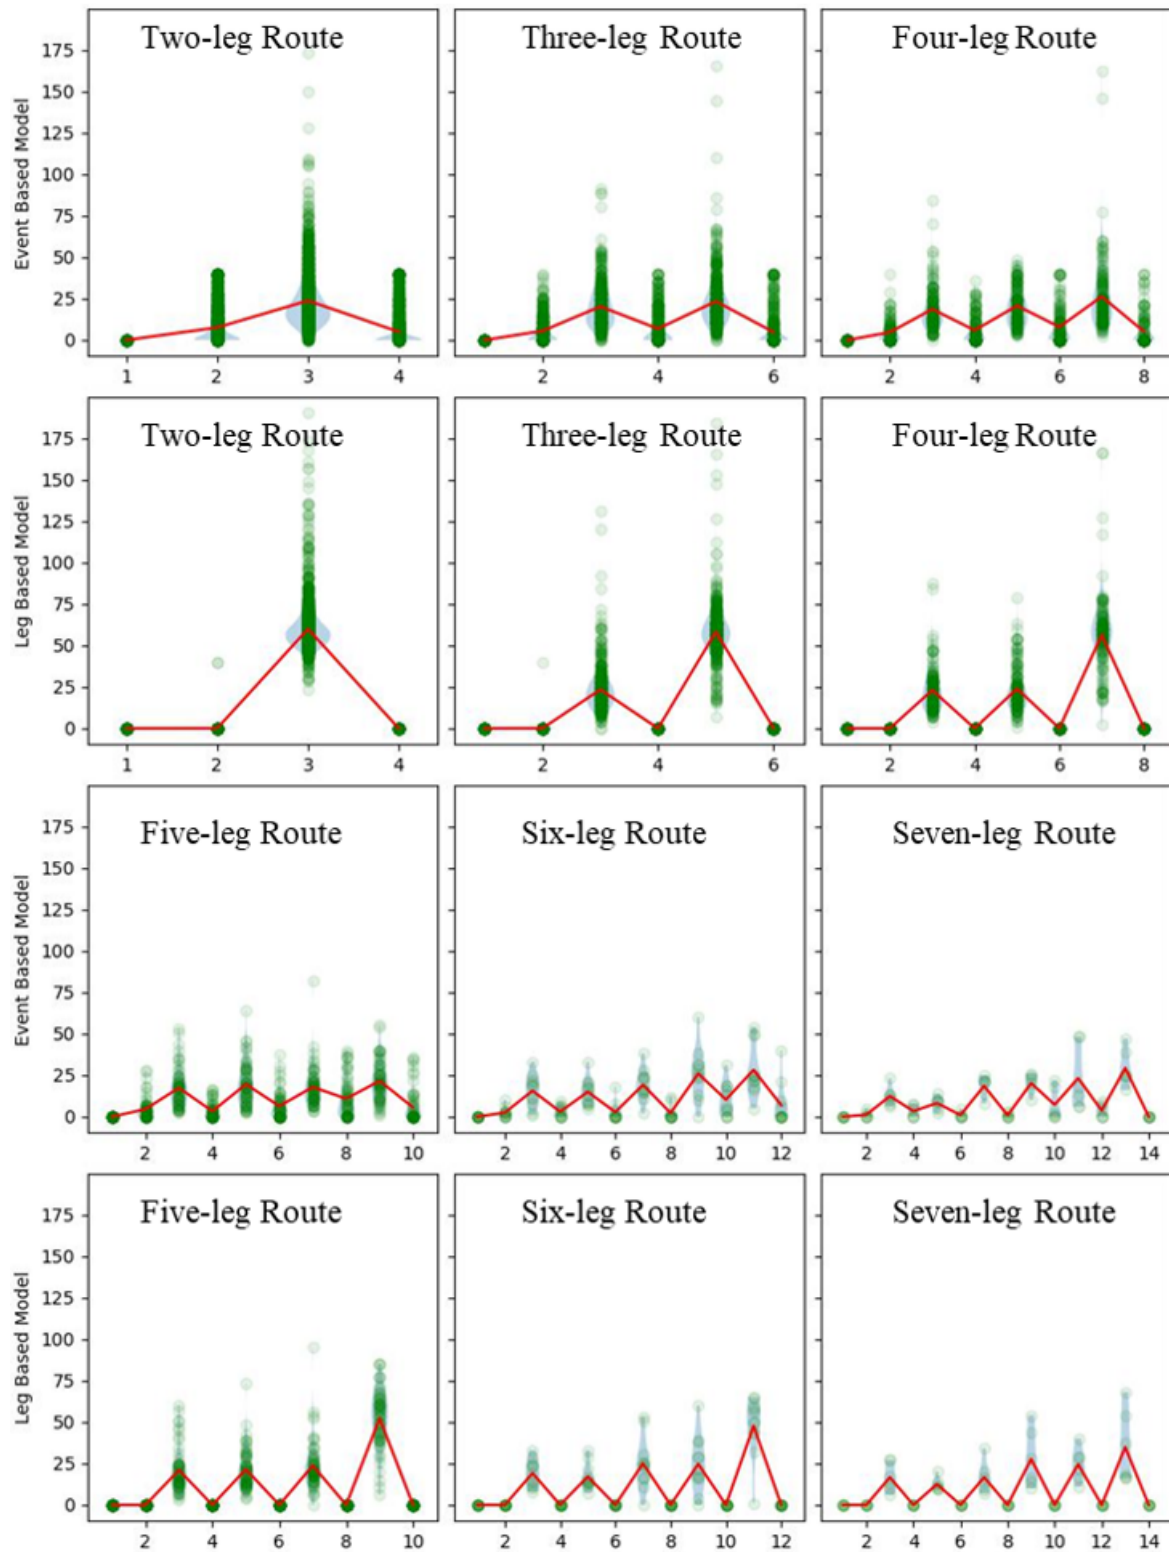 Two-leg Route
Three-leg Route
Four-leg Route
Event Based Model
175
150
125
100
75
50
25
0
1 2 3 4
2 4 6
2 4 6 8
Two-leg Route
Three-leg Route
Four-leg Route
Leg Based Model
175
150
125
100
75
50
25
0
1 2 3 4
2 4 6
2 4 6 8
Five-leg Route
Six-leg Route
Seven-leg Route
Event Based Model
175
150
125
100
75
50
25
0
2 4 6 8 10
2 4 6 8 10 12
2 4 6 8 10 12 14
Five-leg Route
Six-leg Route
Seven-leg Route
Leg Based Model
175
150
125
100
75
50
25
0
2 4 6 8 10
2 4 6 8 10 12
2 4 6 8 10 12 14